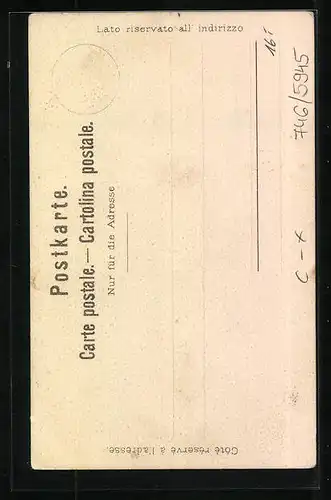 Lato riservato all' indirizzo
Postkarte.
Carte postale. — Cartolina postale.
Nur für die Adresse
Côté réservé à l'adresse.
746/5945